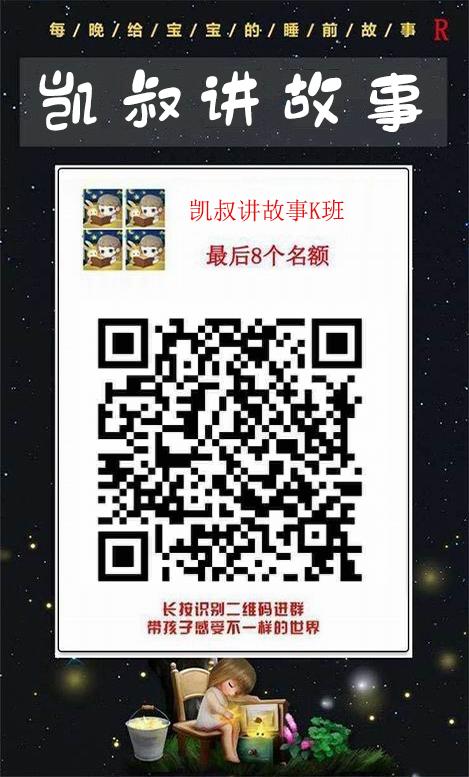 每/晚/给/宝/宝/的/睡/前/故/事 R
凯叔讲故事
凯叔讲故事K班
最后8个名额
长按识别二维码进群
带孩子感受不一样的世界